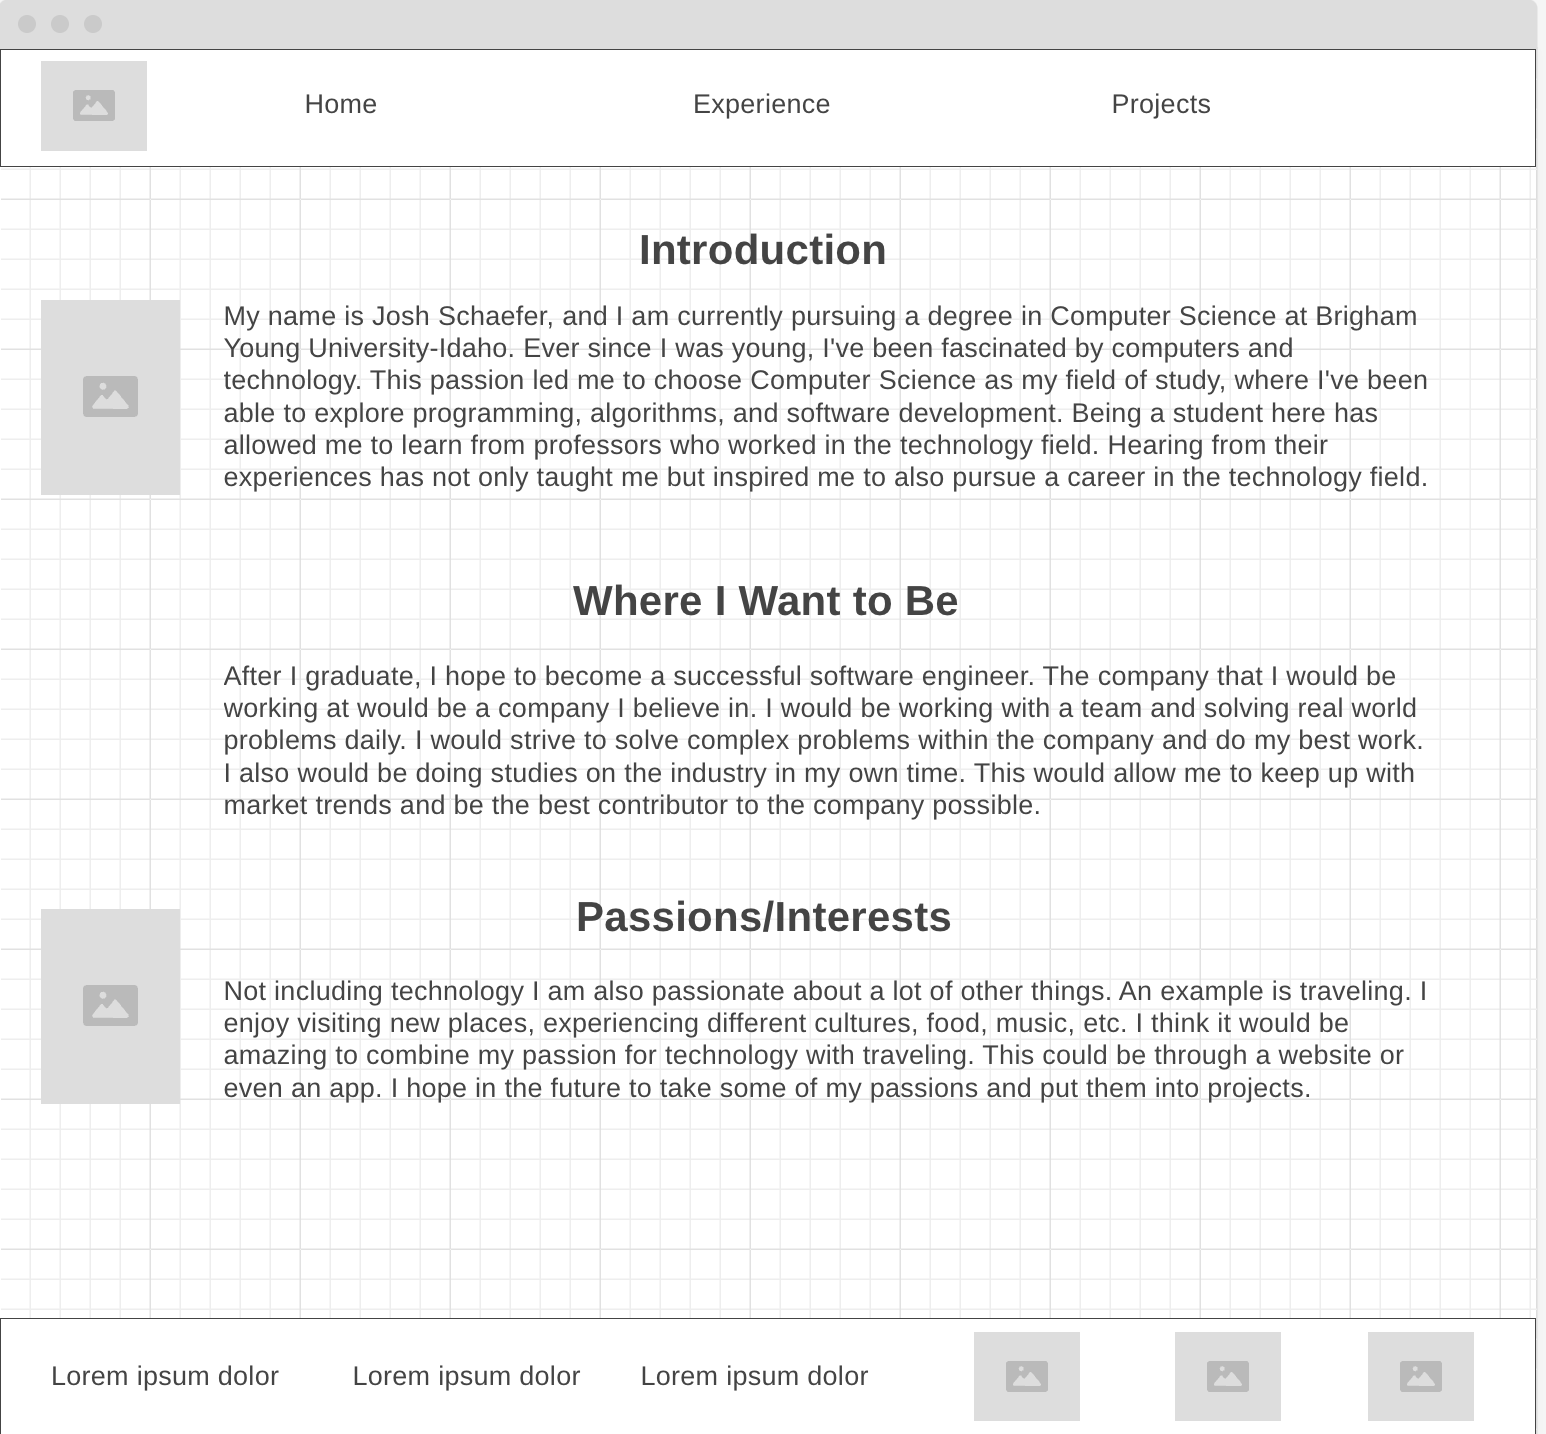 Home Experience Projects
Introduction
My name is Josh Schaefer, and I am currently pursuing a degree in Computer Science at Brigham
Young University-Idaho. Ever since I was young, I've been fascinated by computers and
technology. This passion led me to choose Computer Science as my field of study, where I've been
able to explore programming, algorithms, and software development. Being a student here has
allowed me to learn from professors who worked in the technology field. Hearing from their
experiences has not only taught me but inspired me to also pursue a career in the technology field.
Where I Want to Be
After I graduate, I hope to become a successful software engineer. The company that I would be
working at would be a company I believe in. I would be working with a team and solving real world
problems daily. I would strive to solve complex problems within the company and do my best work.
I also would be doing studies on the industry in my own time. This would allow me to keep up with
market trends and be the best contributor to the company possible.
Passions/Interests
Not including technology I am also passionate about a lot of other things. An example is traveling. I
enjoy visiting new places, experiencing different cultures, food, music, etc. I think it would be
amazing to combine my passion for technology with traveling. This could be through a website or
even an app. I hope in the future to take some of my passions and put them into projects.
Lorem ipsum dolor Lorem ipsum dolor Lorem ipsum dolor